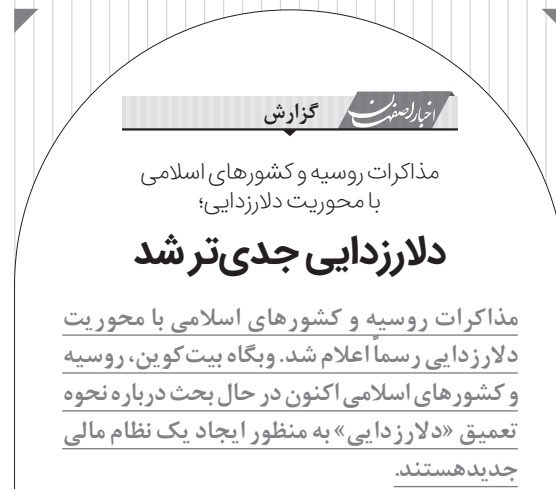 اخبار اصفهان گزارش
مذاکرات روسیه و کشورهای اسلامی
با محوریت دلارزدایی؛
دلارزدایی جدی‌تر شد
مذاکرات روسیه و کشورهای اسلامی با محوریت
دلارزدایی رسماً اعلام شد. وبگاه بیت‌کوین، روسیه
و کشورهای اسلامی اکنون در حال بحث درباره نحوه
تعمیق «دلارزدایی» به منظور ایجاد یک نظام مالی
جدیدهستند.